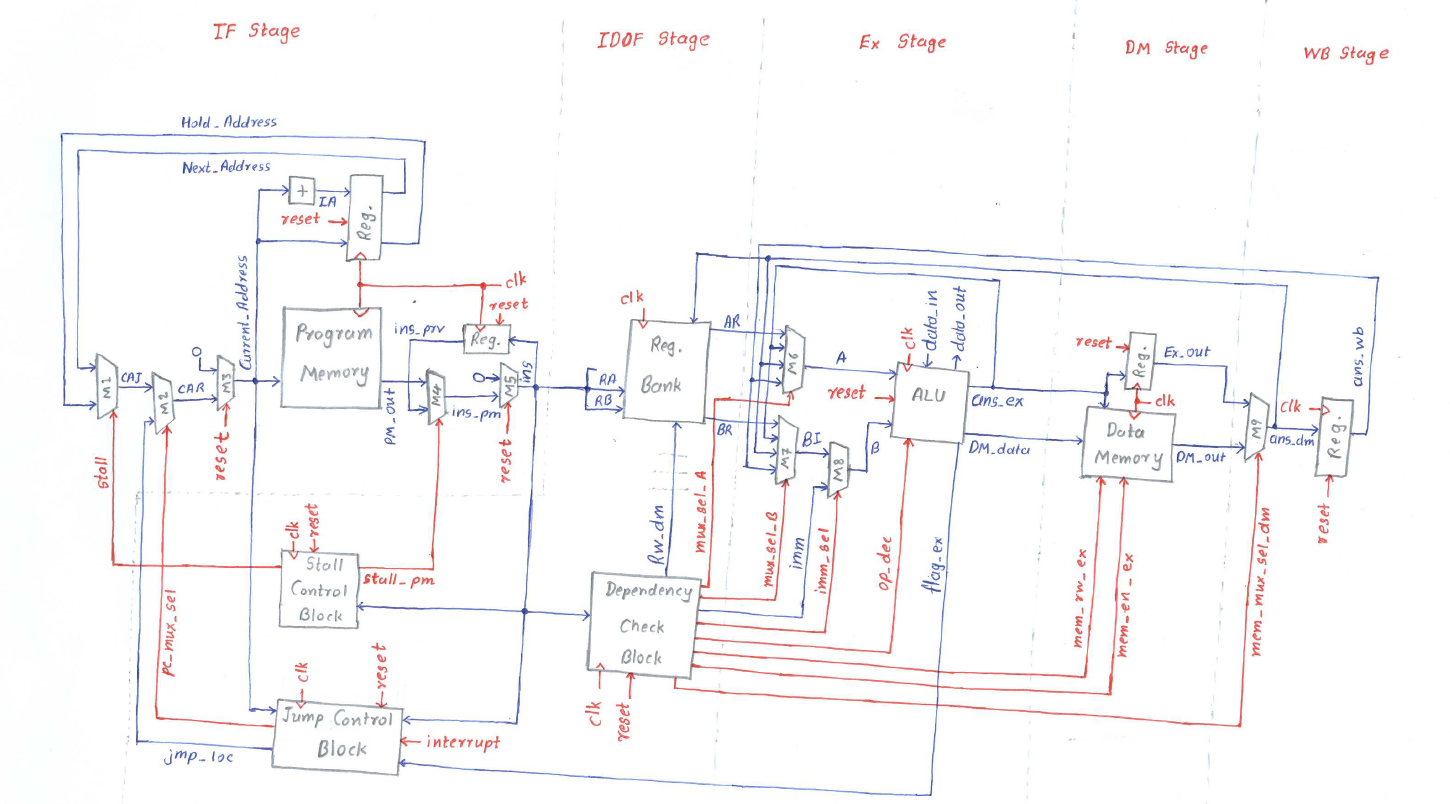 IF Stage
IDOF Stage
Ex Stage
DM Stage
WB Stage
Hold_Address
Next_Address
+
IA
reset
Reg.
Current_Address
clk
reset
Program
Memory
ins_prv
Reg.
0
M1
CAJ
M2
CAR
M3
reset
stall
PM_out
M4
ins_pm
0
M5
ins
reset
clk
reset
Stall
Control
Block
stall_pm
pc_mux_sel
clk
reset
Jump Control
Block
interrupt
jmp_loc
clk
Reg.
Bank
RA
RB
AR
BR
Rw_dm
Dependency
Check
Block
clk
reset
mux_sel_A
mux_sel_B
imm
imm_sel
M6
A
M7
BI
M8
B
clk
data_in
data_out
reset
ALU
ans_ex
DM_data
op_dec
flag_ex
reset
Reg.
Ex_out
clk
Data
Memory
DM_out
mem_rw_ex
mem_en_ex
mem_mux_sel_dm
M9
ans_dm
clk
Reg.
reset
ans_wb